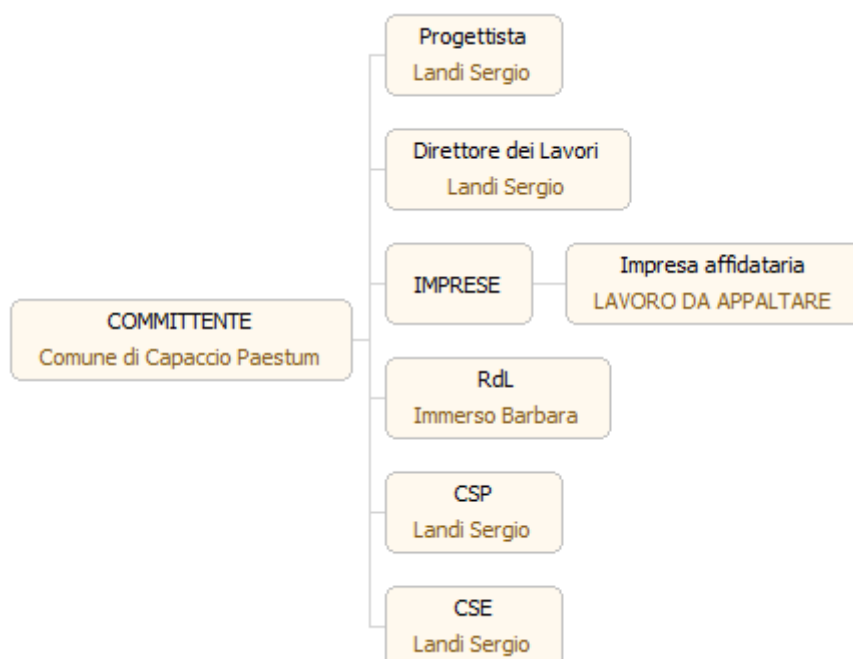 Progettista
Landi Sergio
Direttore dei Lavori
Landi Sergio
IMPRESE
Impresa affidataria
LAVORO DA APPALTARE
COMMITTENTE
Comune di Capaccio Paestum
RdL
Immerso Barbara
CSP
Landi Sergio
CSE
Landi Sergio